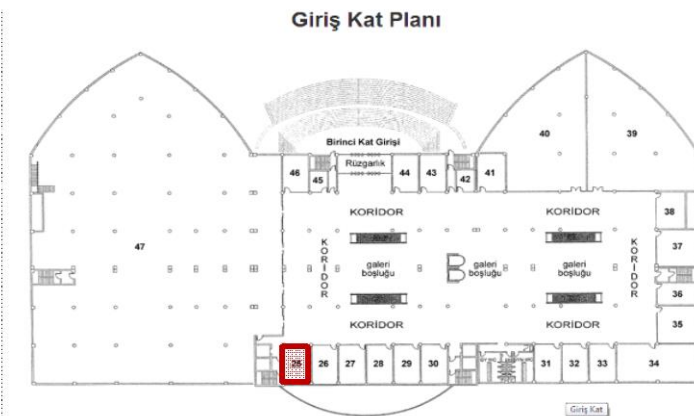 Giriş Kat Planı
40
39
Birinci Kat Girişi
Rüzgarlık
46
45
44
43
42
41
KORİDOR
KORİDOR
38
47
KORİDOR
galeri
boşluğu
galeri
boşluğu
galeri
boşluğu
KORİDOR
37
36
KORİDOR
KORİDOR
35
25
26
27
28
29
30
31
32
33
34
Giriş Kat